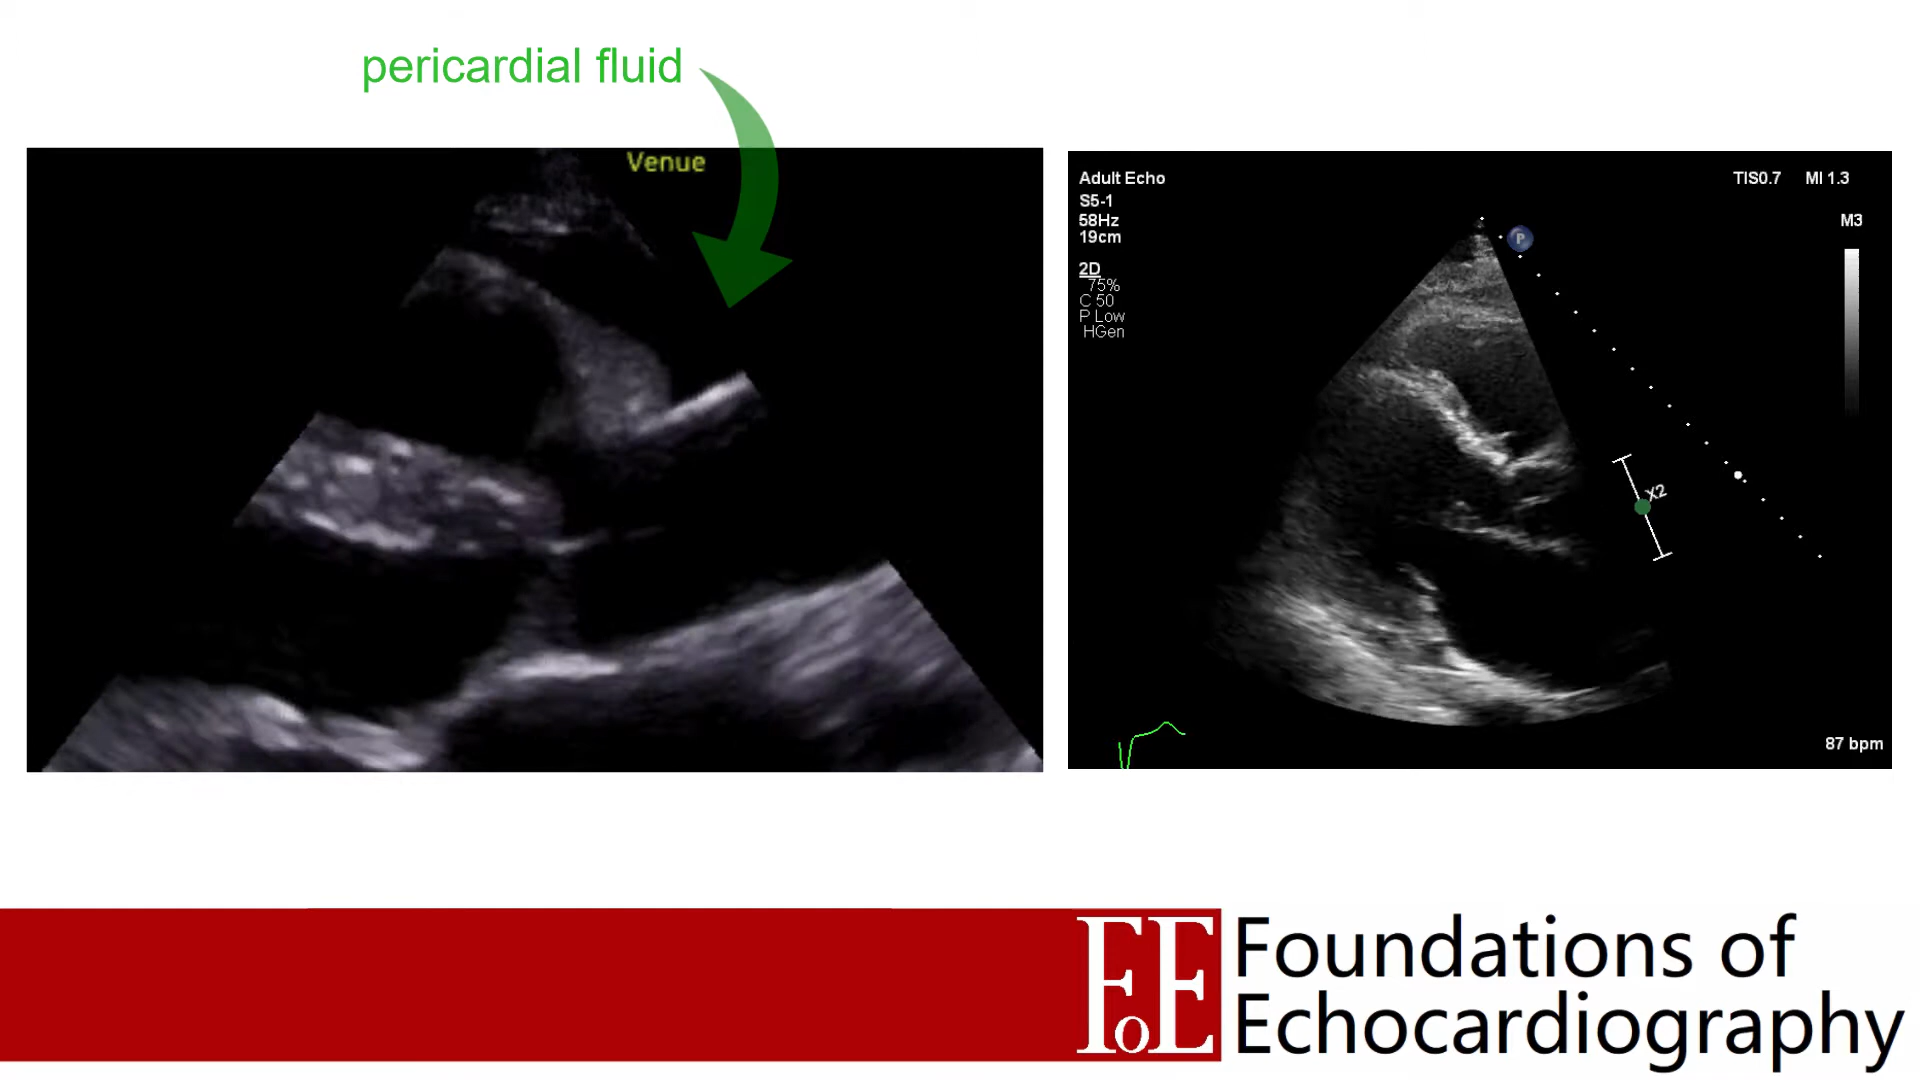 pericardial fluid
Venue
Adult Echo
TIS0.7 MI 1.3
S5-1
58Hz
19cm
M3
P
2D
75%
C 50
P Low
HGen
X2
87 bpm
FoE
Foundations of
Echocardiography